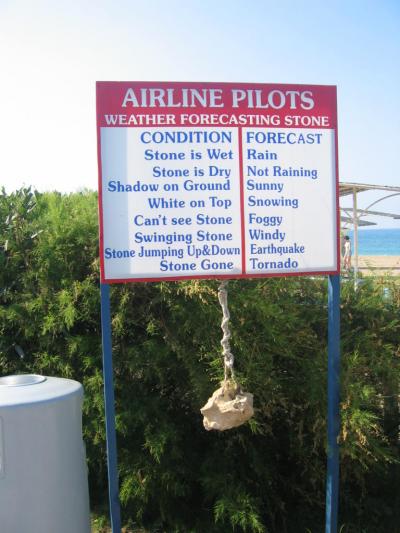 AIRLINE PILOTS
WEATHER FORECASTING STONE
CONDITION FORECAST
Stone is Wet Rain
Stone is Dry Not Raining
Shadow on Ground Sunny
White on Top Snowing
Can't see Stone Foggy
Swinging Stone Windy
Stone Jumping Up&Down Earthquake
Stone Gone Tornado